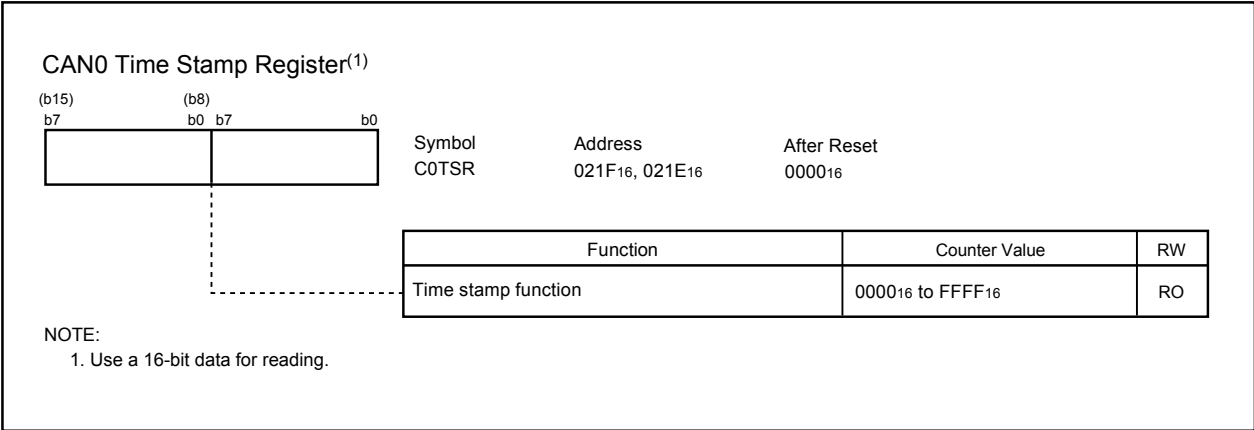 CAN0 Time Stamp Register(1)
(b15) (b8)
b7 b0 b7 b0
Symbol Address After Reset
C0TSR 021F16, 021E16 000016
Function Counter Value RW
Time stamp function 000016 to FFFF16 RO
NOTE:
1. Use a 16-bit data for reading.